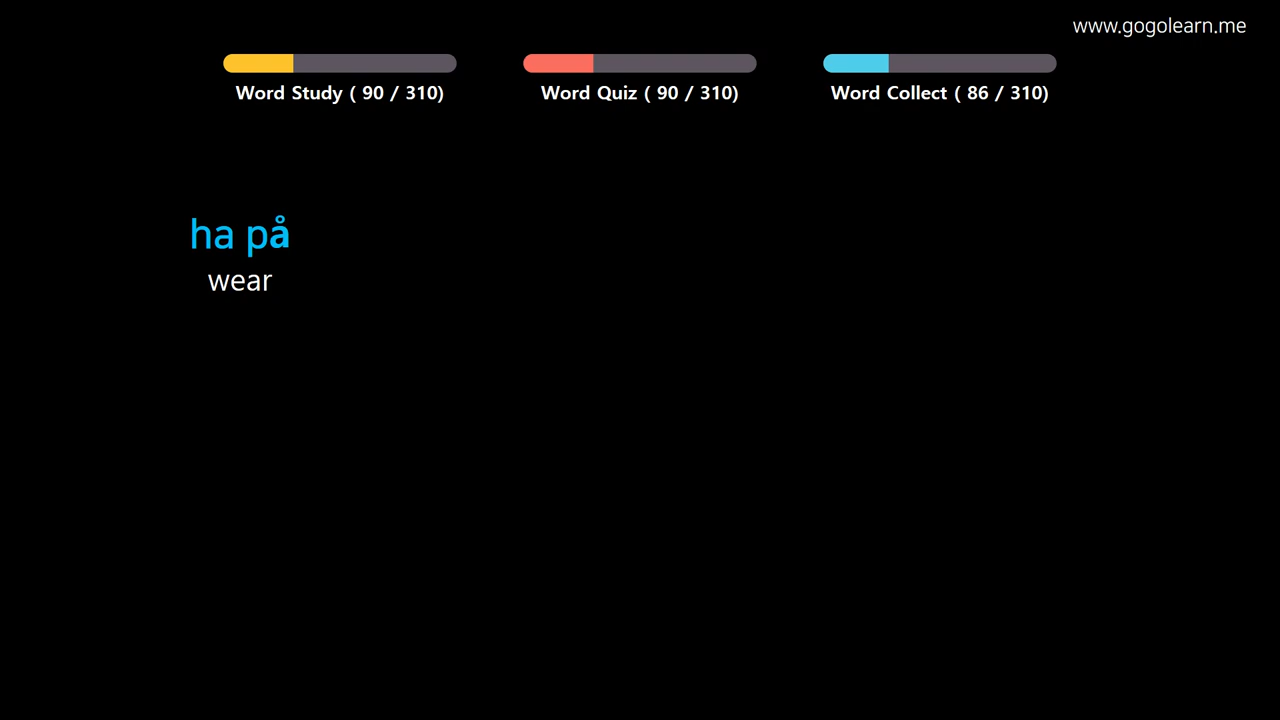 www.gogolearn.me
Word Study ( 90 / 310)
Word Quiz ( 90 / 310)
Word Collect ( 86 / 310)
ha på
wear